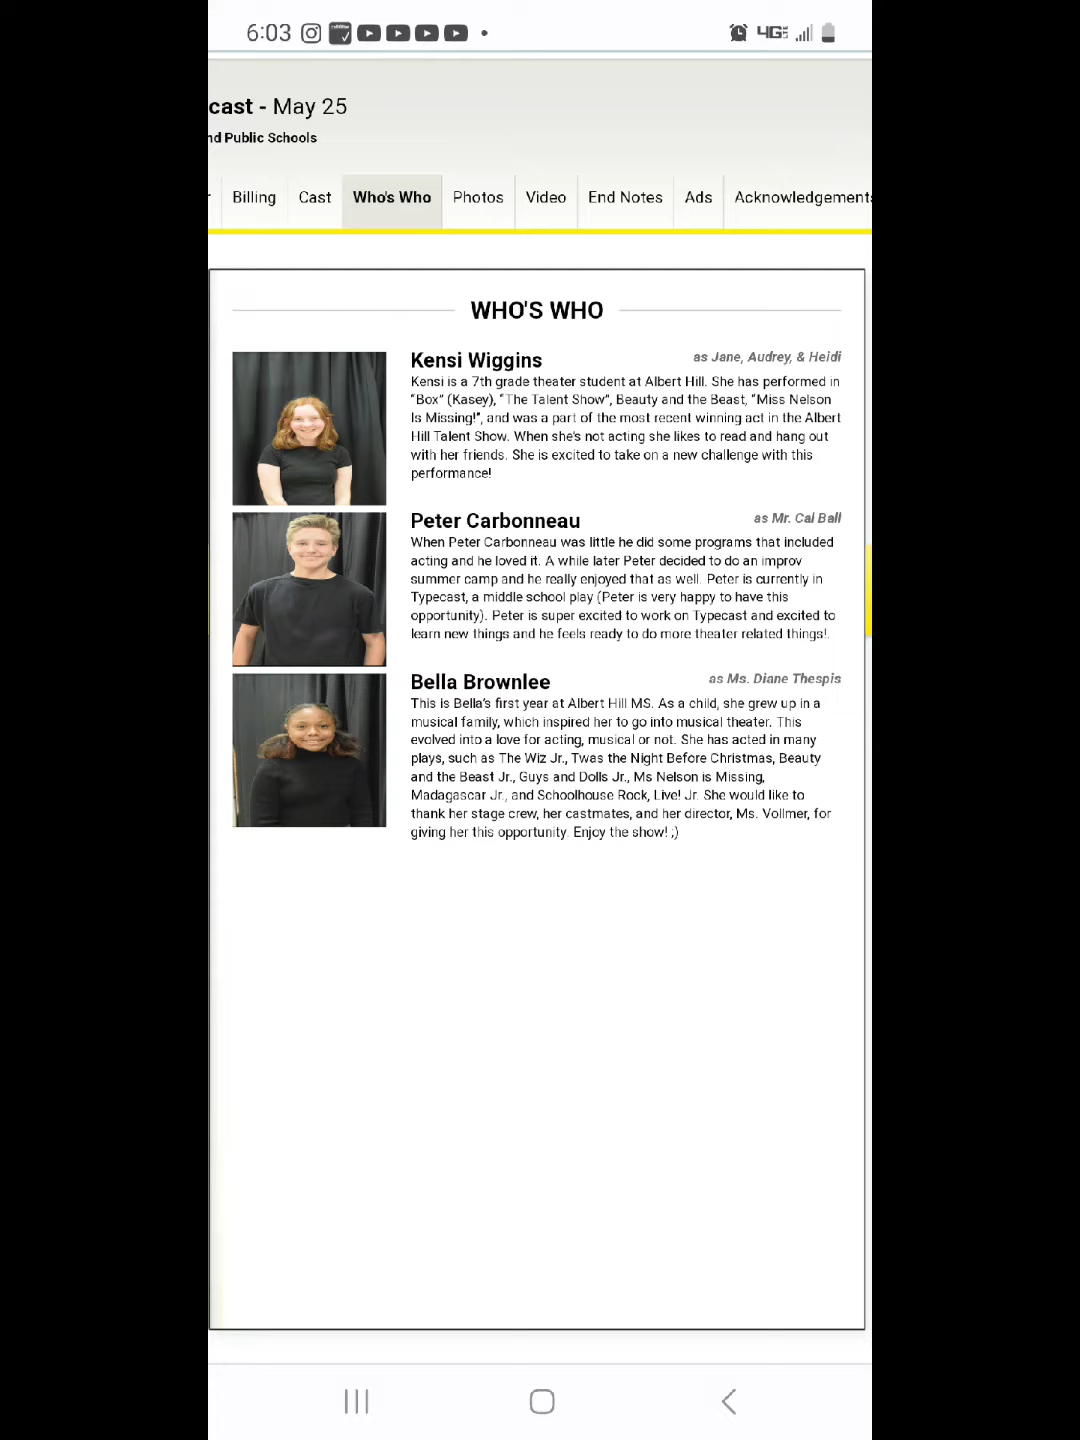 6:03
4G
cast - May 25
nd Public Schools
Billing Cast Who's Who Photos Video End Notes Ads Acknowledgements
WHO'S WHO
Kensi Wiggins as Jane, Audrey, & Heidi
Kensi is a 7th grade theater student at Albert Hill. She has performed in
“Box” (Kasey), “The Talent Show”, Beauty and the Beast, “Miss Nelson
Is Missing!”, and was a part of the most recent winning act in the Albert
Hill Talent Show. When she's not acting she likes to read and hang out
with her friends. She is excited to take on a new challenge with this
performance!
Peter Carbonneau as Mr. Cal Ball
When Peter Carbonneau was little he did some programs that included
acting and he loved it. A while later Peter decided to do an improv
summer camp and he really enjoyed that as well. Peter is currently in
Typecast, a middle school play (Peter is very happy to have this
opportunity). Peter is super excited to work on Typecast and excited to
learn new things and he feels ready to do more theater related things!.
Bella Brownlee as Ms. Diane Thespis
This is Bella’s first year at Albert Hill MS. As a child, she grew up in a
musical family, which inspired her to go into musical theater. This
evolved into a love for acting, musical or not. She has acted in many
plays, such as The Wiz Jr., Twas the Night Before Christmas, Beauty
and the Beast Jr., Guys and Dolls Jr., Ms Nelson is Missing,
Madagascar Jr., and Schoolhouse Rock, Live! Jr. She would like to
thank her stage crew, her castmates, and her director, Ms. Vollmer, for
giving her this opportunity. Enjoy the show! ;)